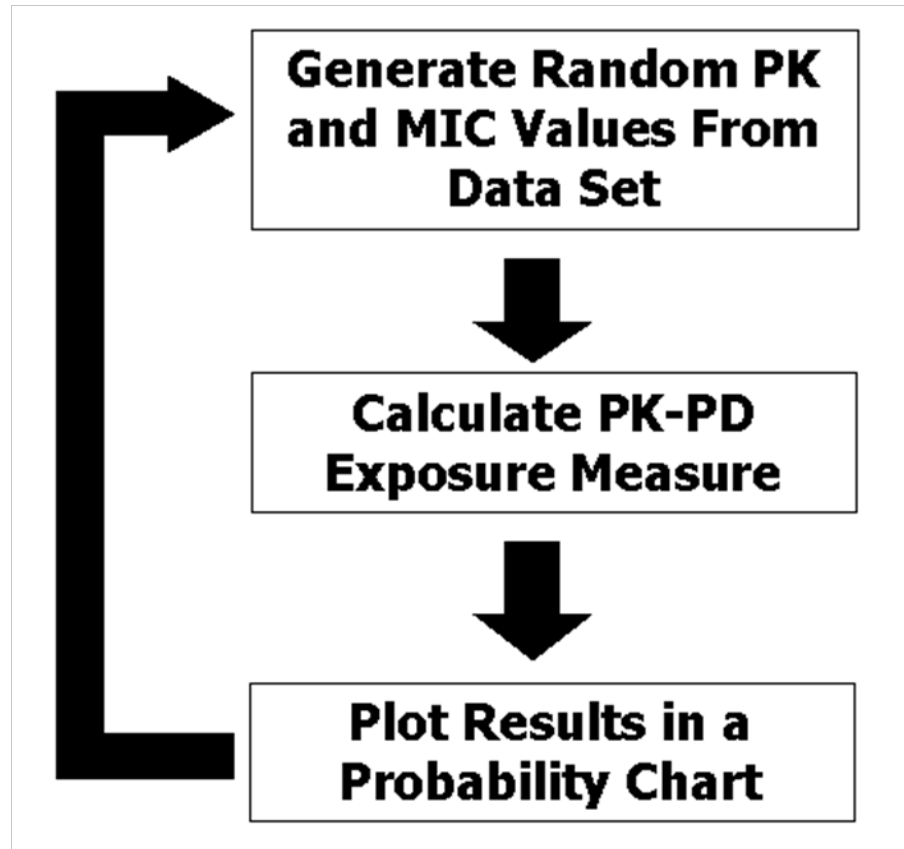 Generate Random PK
and MIC Values From
Data Set
Calculate PK-PD
Exposure Measure
Plot Results in a
Probability Chart